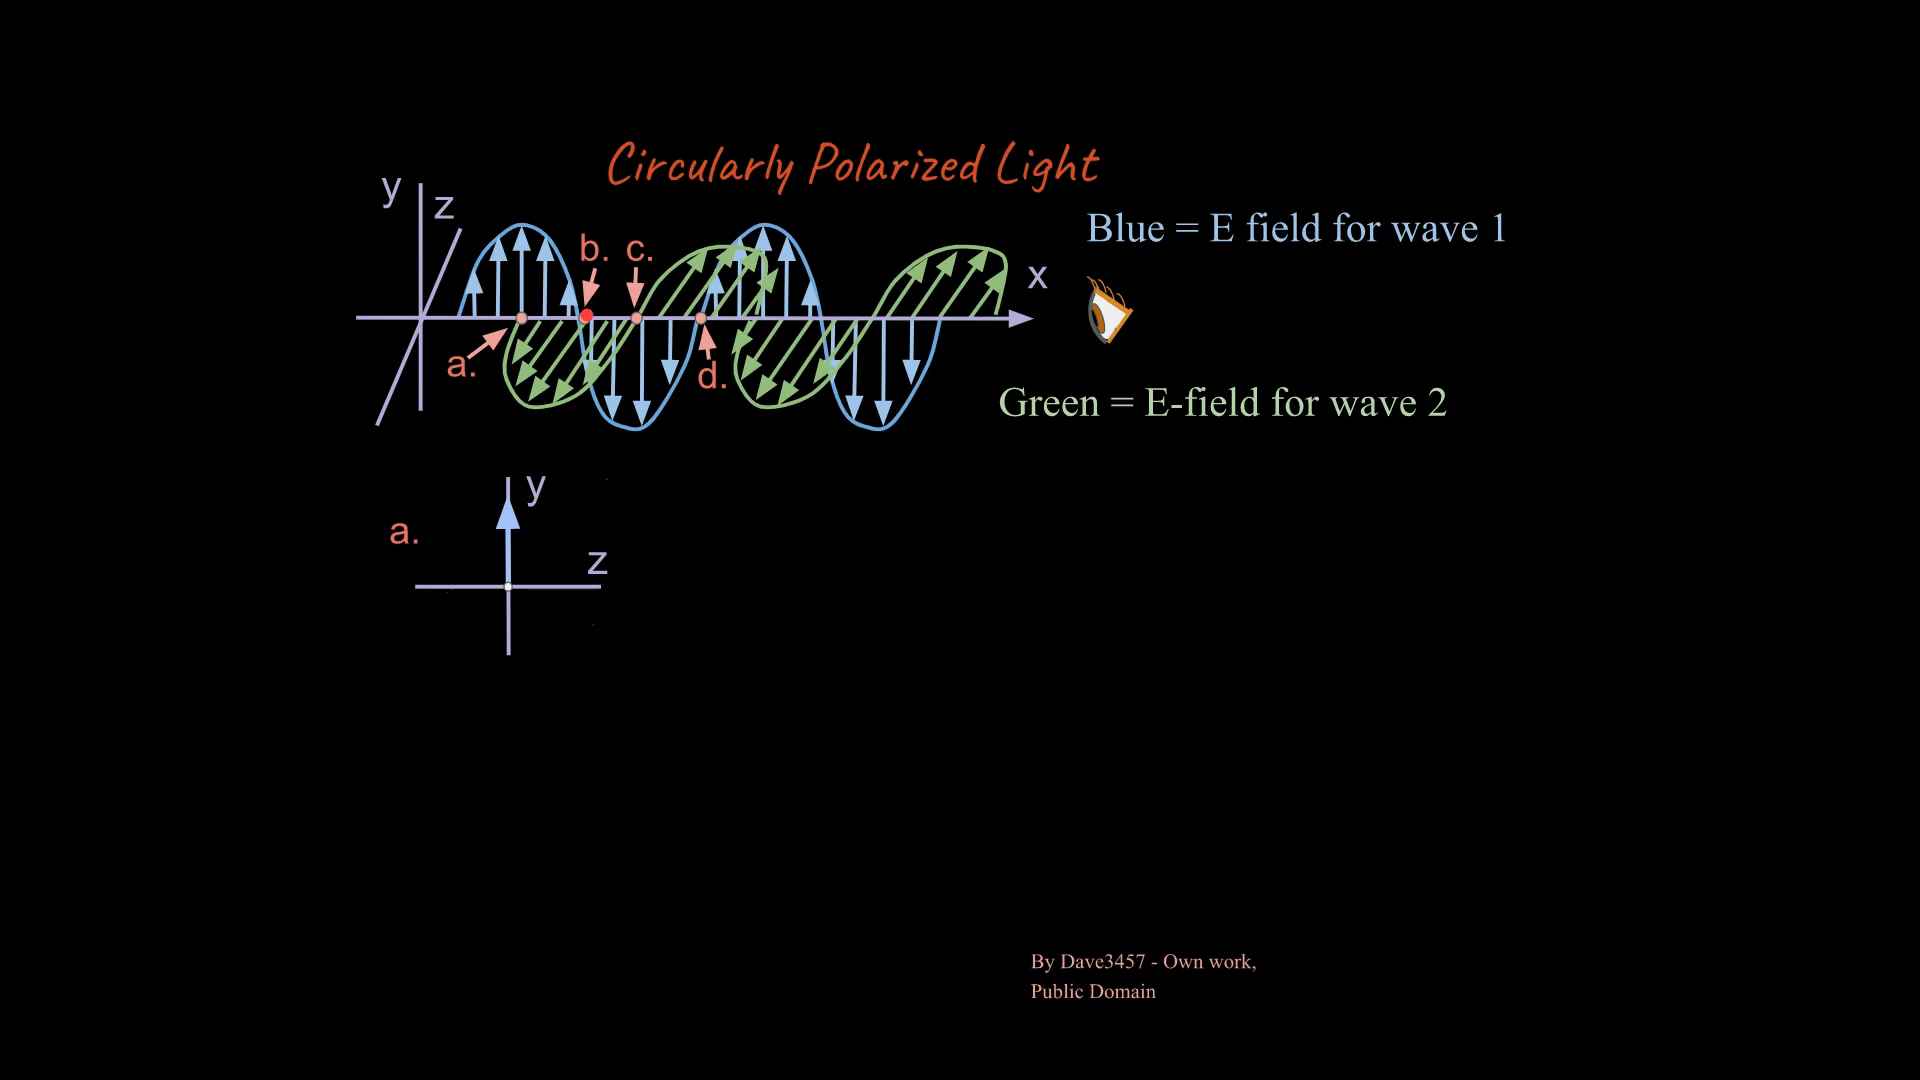 Circularly Polarized Light
y
z
Blue = E field for wave 1
b. c.
x
a.
d.
Green = E-field for wave 2
y
a.
z
By Dave3457 - Own work,
Public Domain